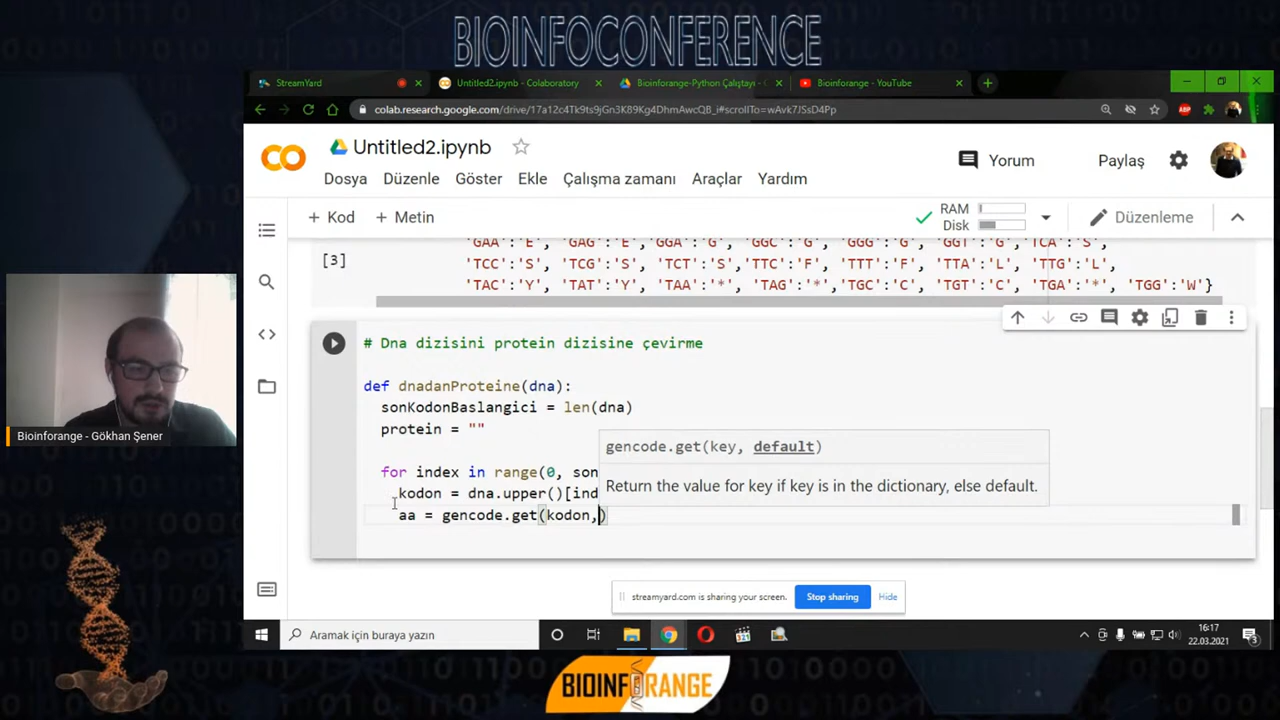 BIOINFOCONFERENCE
StreamYard
Untitled2.ipynb - Colaboratory
Bioinforange-Python Çalıştayı -
Bioinforange - YouTube
colab.research.google.com/drive/17a12c4Tk9ts9jGn3K89Kg4DhmAwcQB_i#scrollTo=wAvk7JSsD4Pp
ABP
Untitled2.ipynb
Yorum
Paylaş
Dosya Düzenle Göster Ekle Çalışma zamanı Araçlar Yardım
+ Kod + Metin
RAM
Disk
Düzenleme
'GAA':'E', 'GAG':'E', 'GGA':'G', 'GGC':'G', 'GGG':'G', 'GGT':'G', 'TCA':'S',
[3]
'TCC':'S', 'TCG':'S', 'TCT':'S','TTC':'F', 'TTT':'F', 'TTA':'L', 'TTG':'L',
'TAC':'Y', 'TAT':'Y', 'TAA':'*', 'TAG':'*','TGC':'C', 'TGT':'C', 'TGA':'*', 'TGG':'W'}
# Dna dizisini protein dizisine çevirme
def dnadanProteine(dna):
sonKodonBaslangici = len(dna)
protein = ""
gencode.get(key, default)
for index in range(0, son
Return the value for key if key is in the dictionary, else default.
kodon = dna.upper()[ind
aa = gencode.get(kodon,)
Bioinforange - Gökhan Şener
streamyard.com is sharing your screen.
Stop sharing
Hide
Aramak için buraya yazın
16:17
22.03.2021
3
BIOINFORANGE